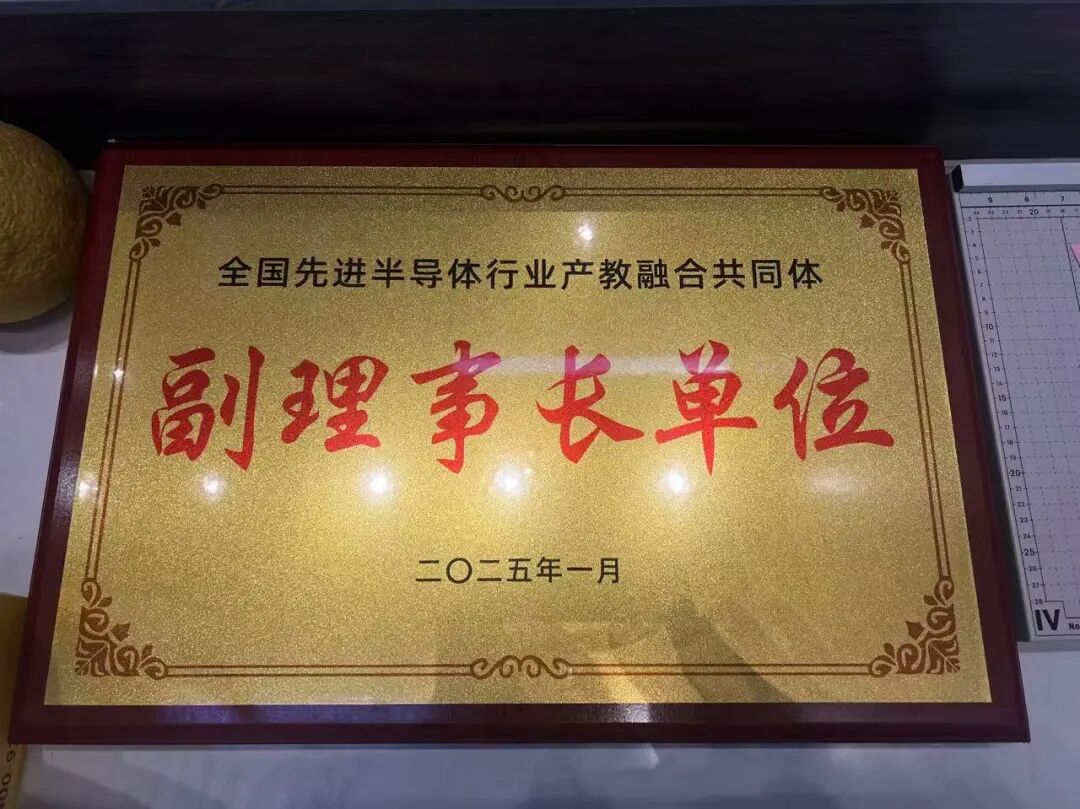 全国先进半导体行业产教融合共同体
副理事长单位
二〇二五年一月
IV